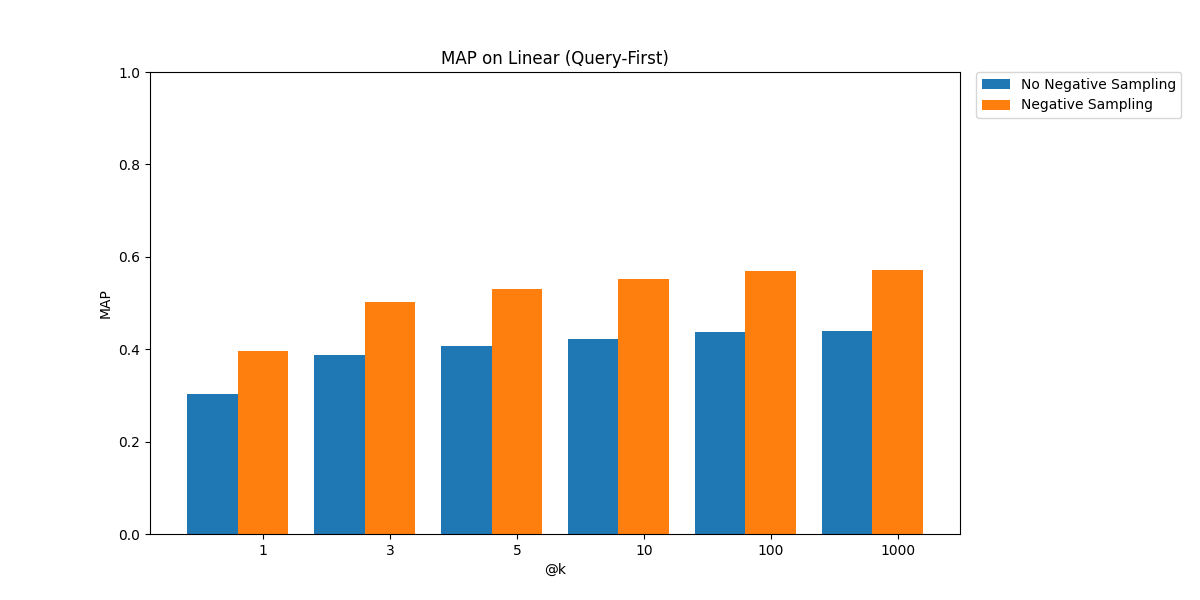 MAP on Linear (Query-First)
No Negative Sampling
Negative Sampling
MAP
1.0
0.8
0.6
0.4
0.2
0.0
1 3 5 10 100 1000
@k